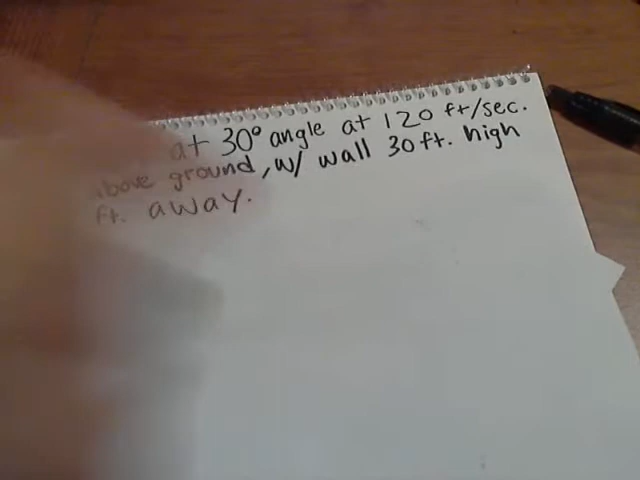 at 30° angle at 120 ft/sec.
above ground, w/ wall 30 ft. high
ft. away.